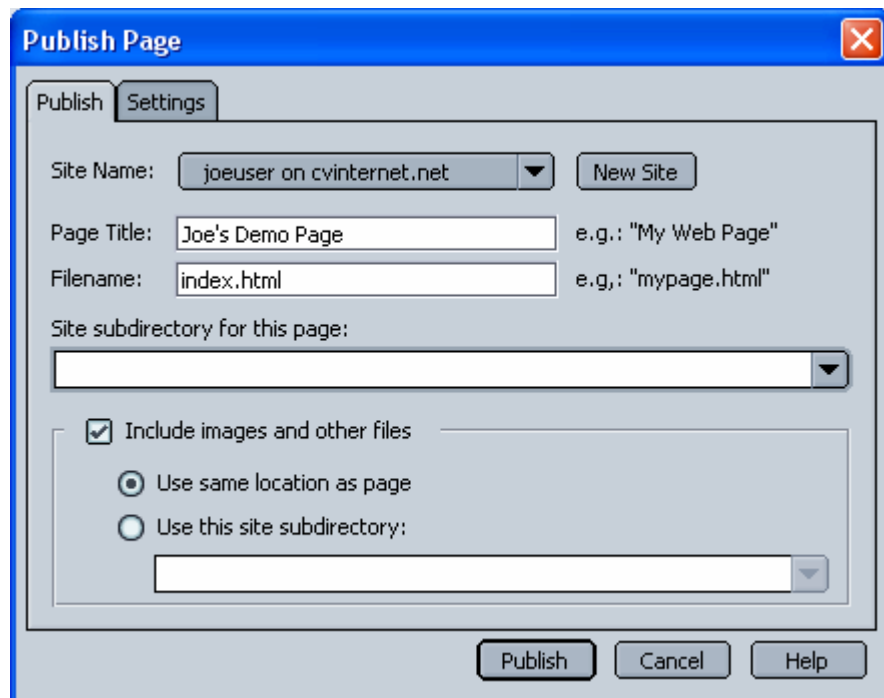 Publish Page
Publish Settings
Site Name: joeuser on cvinternet.net New Site
Page Title: Joe's Demo Page e.g.: "My Web Page"
Filename: index.html e.g,: "mypage.html"
Site subdirectory for this page:
Include images and other files
Use same location as page
Use this site subdirectory:
Publish Cancel Help